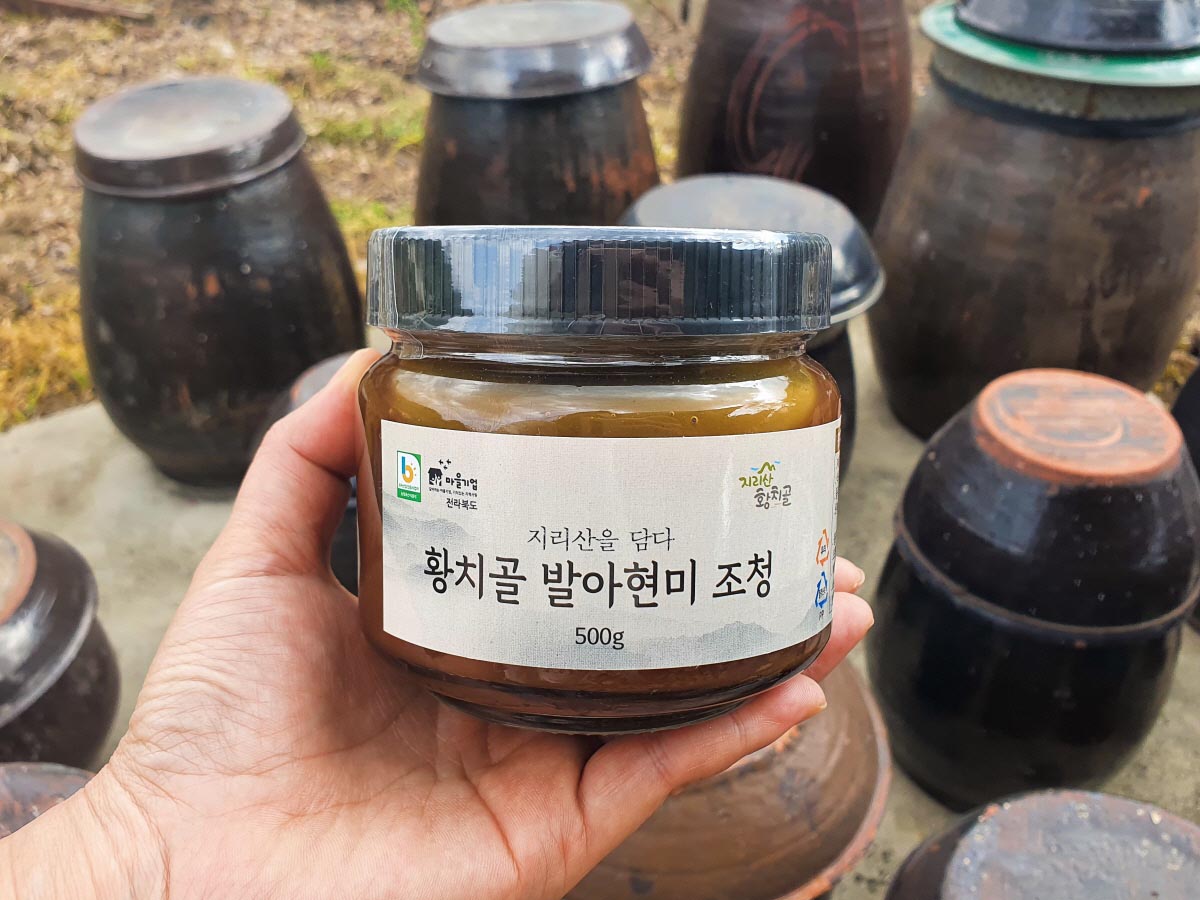 마을기업
전라북도
지리산
황치골
지리산을 담다
황치골 발아현미 조청
500g